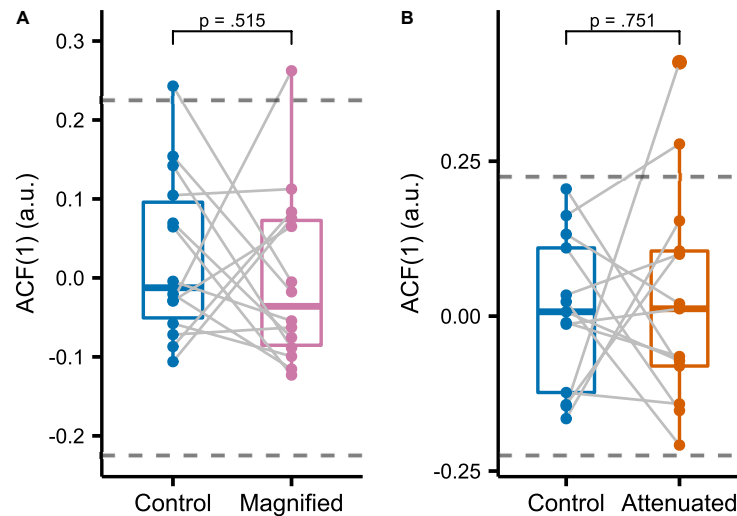 A
p = .515
ACF(1) (a.u.)
0.3
0.2
0.1
0.0
-0.1
-0.2
Control
Magnified
B
p = .751
ACF(1) (a.u.)
0.25
0.00
-0.25
Control
Attenuated